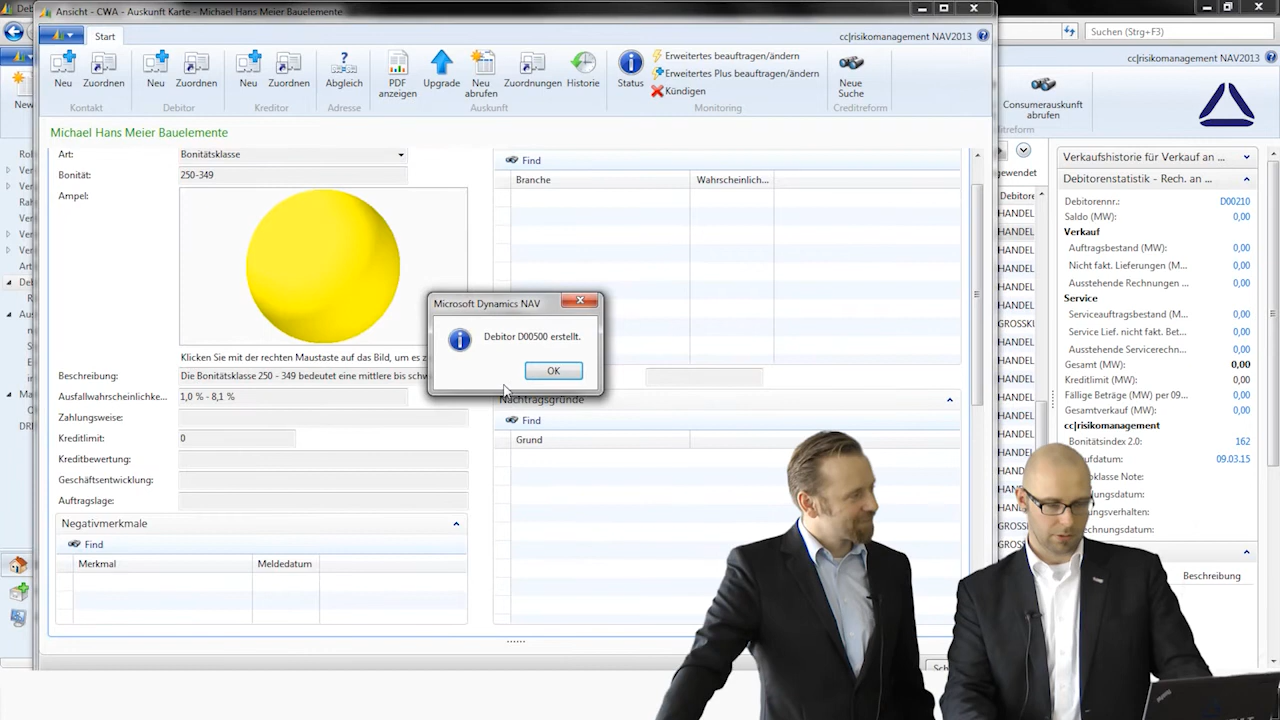 Ansicht - CWA - Auskunft Karte - Michael Hans Meier Bauelemente
Start
cc|risikomanagement NAV2013
Suchen (Strg+F3)
cc|risikomanagement NAV2013
Neu
Zuordnen
Neu
Zuordnen
Neu
Zuordnen
Abgleich
PDF anzeigen
Upgrade
Neu abrufen
Zuordnungen
Historie
Status
Erweitertes beauftragen/ändern
Erweitertes Plus beauftragen/ändern
Kündigen
Neue Suche
Kontakt
Debitor
Kreditor
Adresse
Auskunft
Monitoring
Creditreform
Consumerauskunft abrufen
Michael Hans Meier Bauelemente
Art:
Bonitätsklasse
Bonität:
250-349
Ampel:
Klicken Sie mit der rechten Maustaste auf das Bild, um es z
Beschreibung:
Die Bonitätsklasse 250 - 349 bedeutet eine mittlere bis schw
Ausfallwahrscheinlichke...
1,0 % - 8,1 %
Zahlungsweise:
Kreditlimit:
0
Kreditbewertung:
Geschäftsentwicklung:
Auftragslage:
Negativmerkmale
Find
Merkmal
Meldedatum
Find
Branche
Wahrscheinlich...
Microsoft Dynamics NAV
Debitor D00500 erstellt.
OK
Nachtragsgründe
Find
Grund
Verkaufshistorie für Verkauf an ...
Debitorenstatistik - Rech. an ...
Debitorennr.:
D00210
Saldo (MW):
0,00
Verkauf
Auftragsbestand (MW):
0,00
Nicht fakt. Lieferungen (M...
0,00
Ausstehende Rechnungen ...
0,00
Service
Serviceauftragsbestand (M...
0,00
Service Lief. nicht fakt. Bet...
0,00
Ausstehende Servicerechn...
0,00
Gesamt (MW):
0,00
Kreditlimit (MW):
0,00
Fällige Beträge (MW) per 09...
0,00
Gesamtverkauf (MW):
0,00
cc|risikomanagement
Bonitätsindex 2.0:
162
09.03.15
Beschreibung